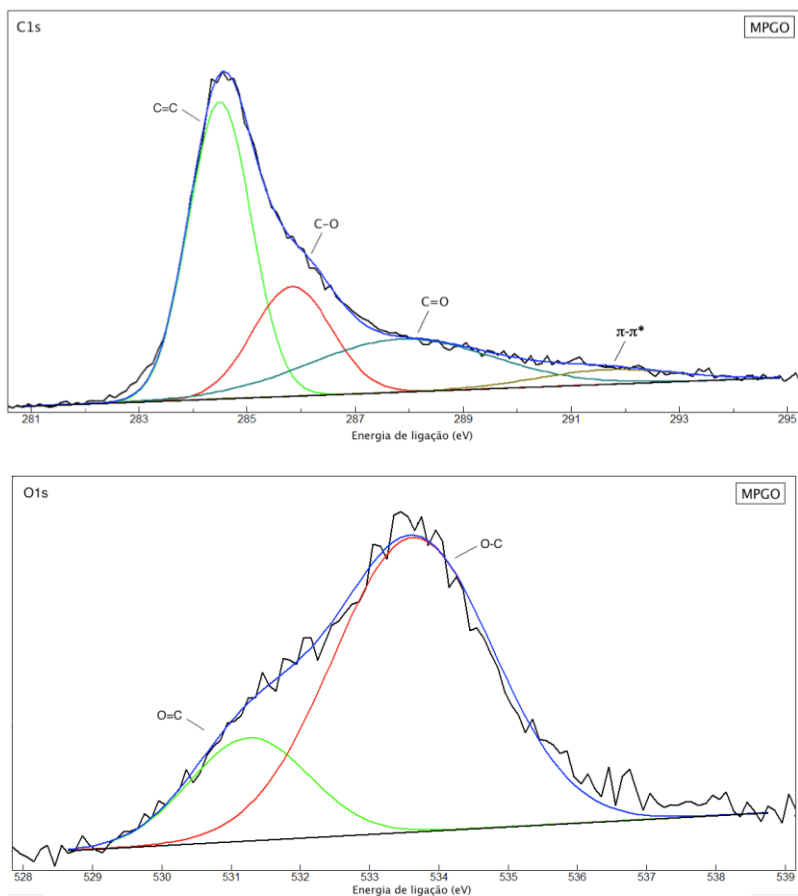 C1s
MPGO
C=C
C-O
C=O
π-π*
281 283 284 285 287 289 291 293 295
Energia de ligação (eV)
O1s
MPGO
O-C
O=C
528 529 530 531 532 533 534 535 536 537 538 539
Energia de ligação (eV)